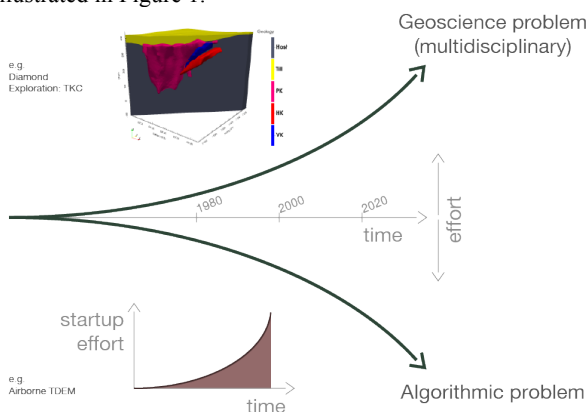 illustrated in Figure 1.
Geoscience problem
(multidisciplinary)
e.g.
Diamond
Exploration: TKC
Host
Till
PK
HK
VK
1980
2000
2020
time
effort
startup
effort
time
e.g.
Airborne TDEM
Algorithmic problem